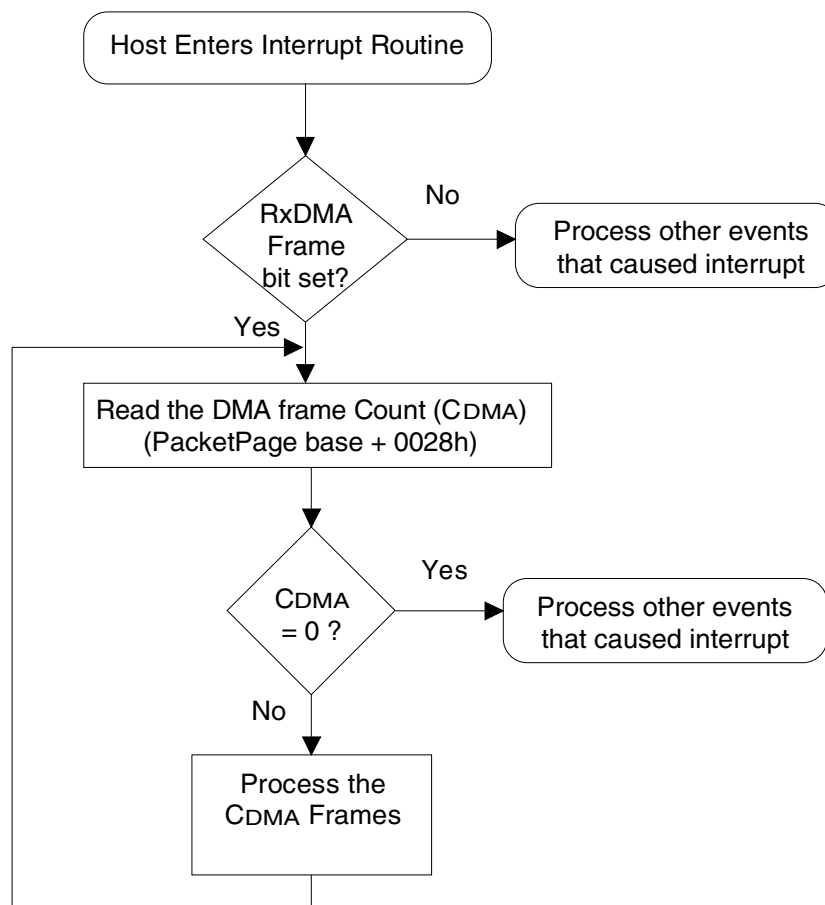 Host Enters Interrupt Routine
RxDMA
Frame
bit set?
No
Process other events
that caused interrupt
Yes
Read the DMA frame Count (CDMA)
(PacketPage base + 0028h)
CDMA
= 0 ?
Yes
Process other events
that caused interrupt
No
Process the
CDMA Frames